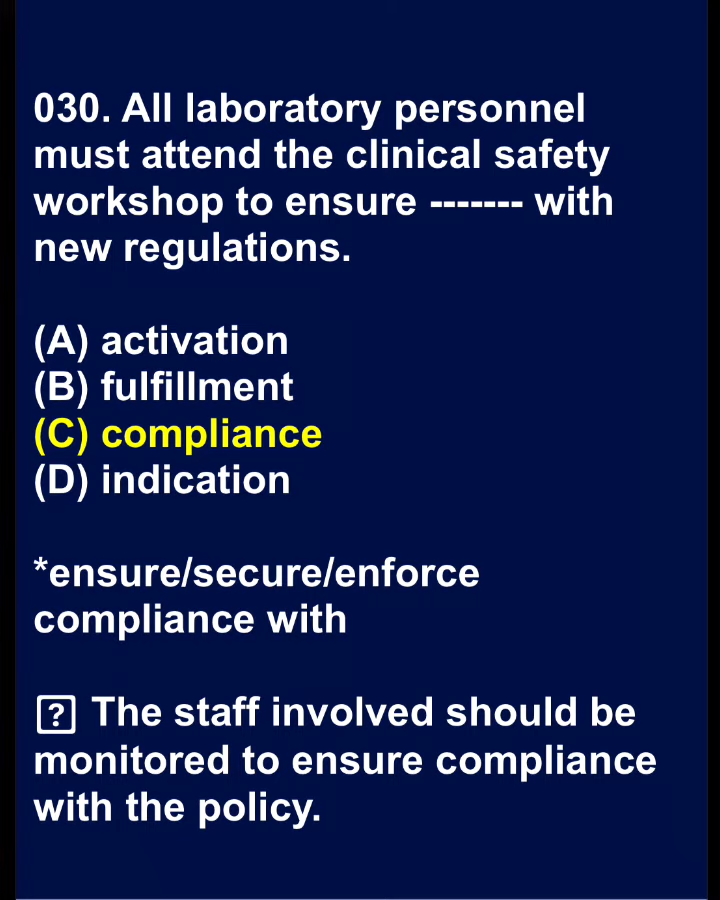 030. All laboratory personnel
must attend the clinical safety
workshop to ensure ------- with
new regulations.
(A) activation
(B) fulfillment
(C) compliance
(D) indication
*ensure/secure/enforce
compliance with
? The staff involved should be
monitored to ensure compliance
with the policy.